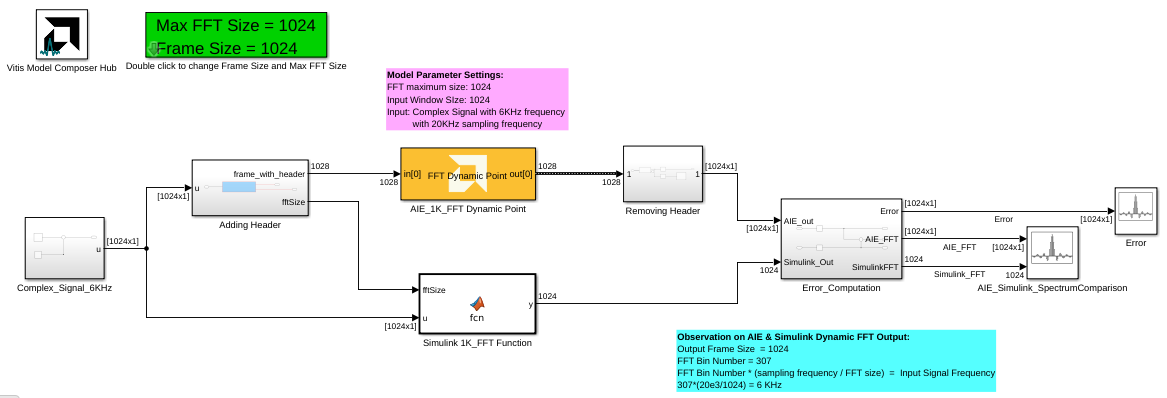 Max FFT Size = 1024
Frame Size = 1024
Vitis Model Composer Hub
Double click to change Frame Size and Max FFT Size
Model Parameter Settings:
FFT maximum size: 1024
Input Window SIze: 1024
Input: Complex Signal with 6KHz frequency
with 20KHz sampling frequency
u
[1024x1]
frame_with_header
fftSize
1028
Adding Header
1028
in[0]
FFT Dynamic Point
out[0]
1028
AIE_1K_FFT Dynamic Point
1028
1
1
[1024x1]
Removing Header
u
[1024x1]
Complex_Signal_6KHz
[1024x1]
fftSize
u
fcn
y
1024
Simulink 1K_FFT Function
[1024x1]
AIE_out
1024
Simulink_Out
Error
AIE_FFT
SimulinkFFT
Error_Computation
[1024x1]
Error
[1024x1]
Error
[1024x1]
AIE_FFT
[1024x1]
1024
Simulink_FFT
1024
AIE_Simulink_SpectrumComparison
Observation on AIE & Simulink Dynamic FFT Output:
Output Frame Size = 1024
FFT Bin Number = 307
FFT Bin Number * (sampling frequency / FFT size) = Input Signal Frequency
307*(20e3/1024) = 6 KHz